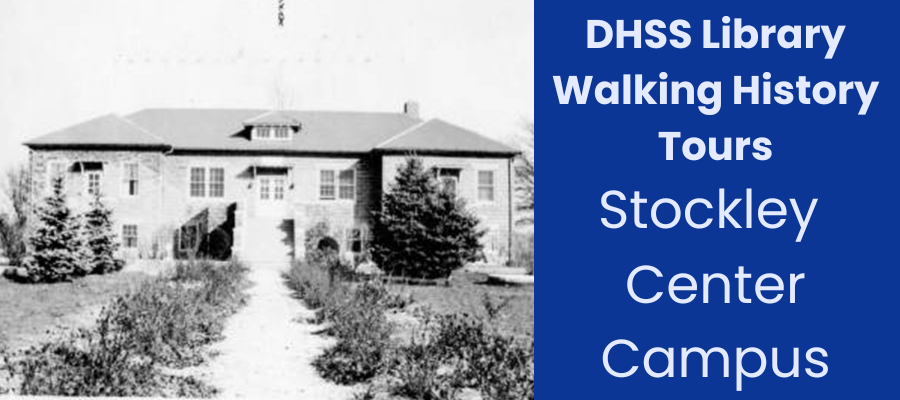 DHSS Library
Walking History
Tours
Stockley
Center
Campus